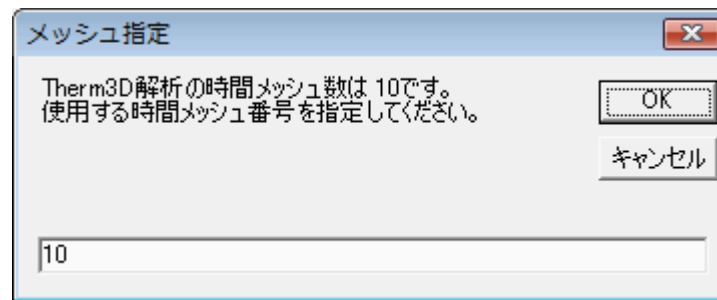 メッシュ指定
Therm3D解析の時間メッシュ数は 10です。
使用する時間メッシュ番号を指定してください。
OK
キャンセル
10